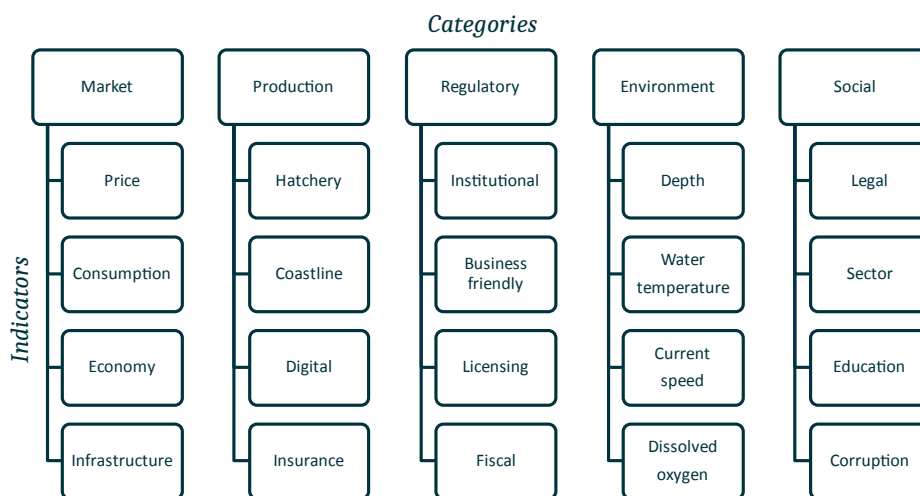 Categories
Market
Production
Regulatory
Environment
Social
Price
Hatchery
Institutional
Depth
Legal
Consumption
Coastline
Business
friendly
Water
temperature
Sector
Indicators
Economy
Digital
Licensing
Current
speed
Education
Infrastructure
Insurance
Fiscal
Dissolved
oxygen
Corruption